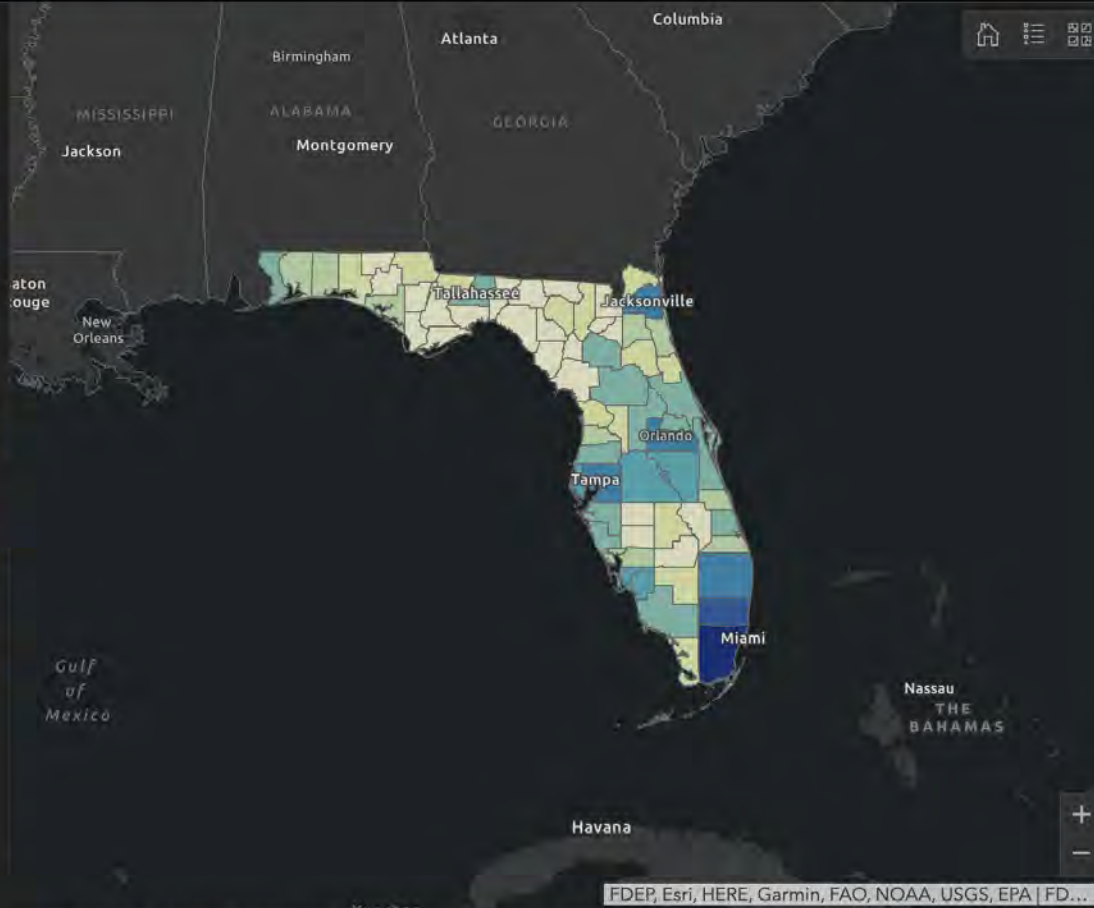 Columbia
Atlanta
Birmingham
MISSISSIPPI
ALABAMA
GEORGIA
Jackson
Montgomery
aton
ouge
New
Orleans
Tallahassee
Jacksonville
Orlando
Tampa
Miami
Gulf
of
Mexico
Nassau
THE
BAHAMAS
Havana
+
−
FDEP, Esri, HERE, Garmin, FAO, NOAA, USGS, EPA | FD...